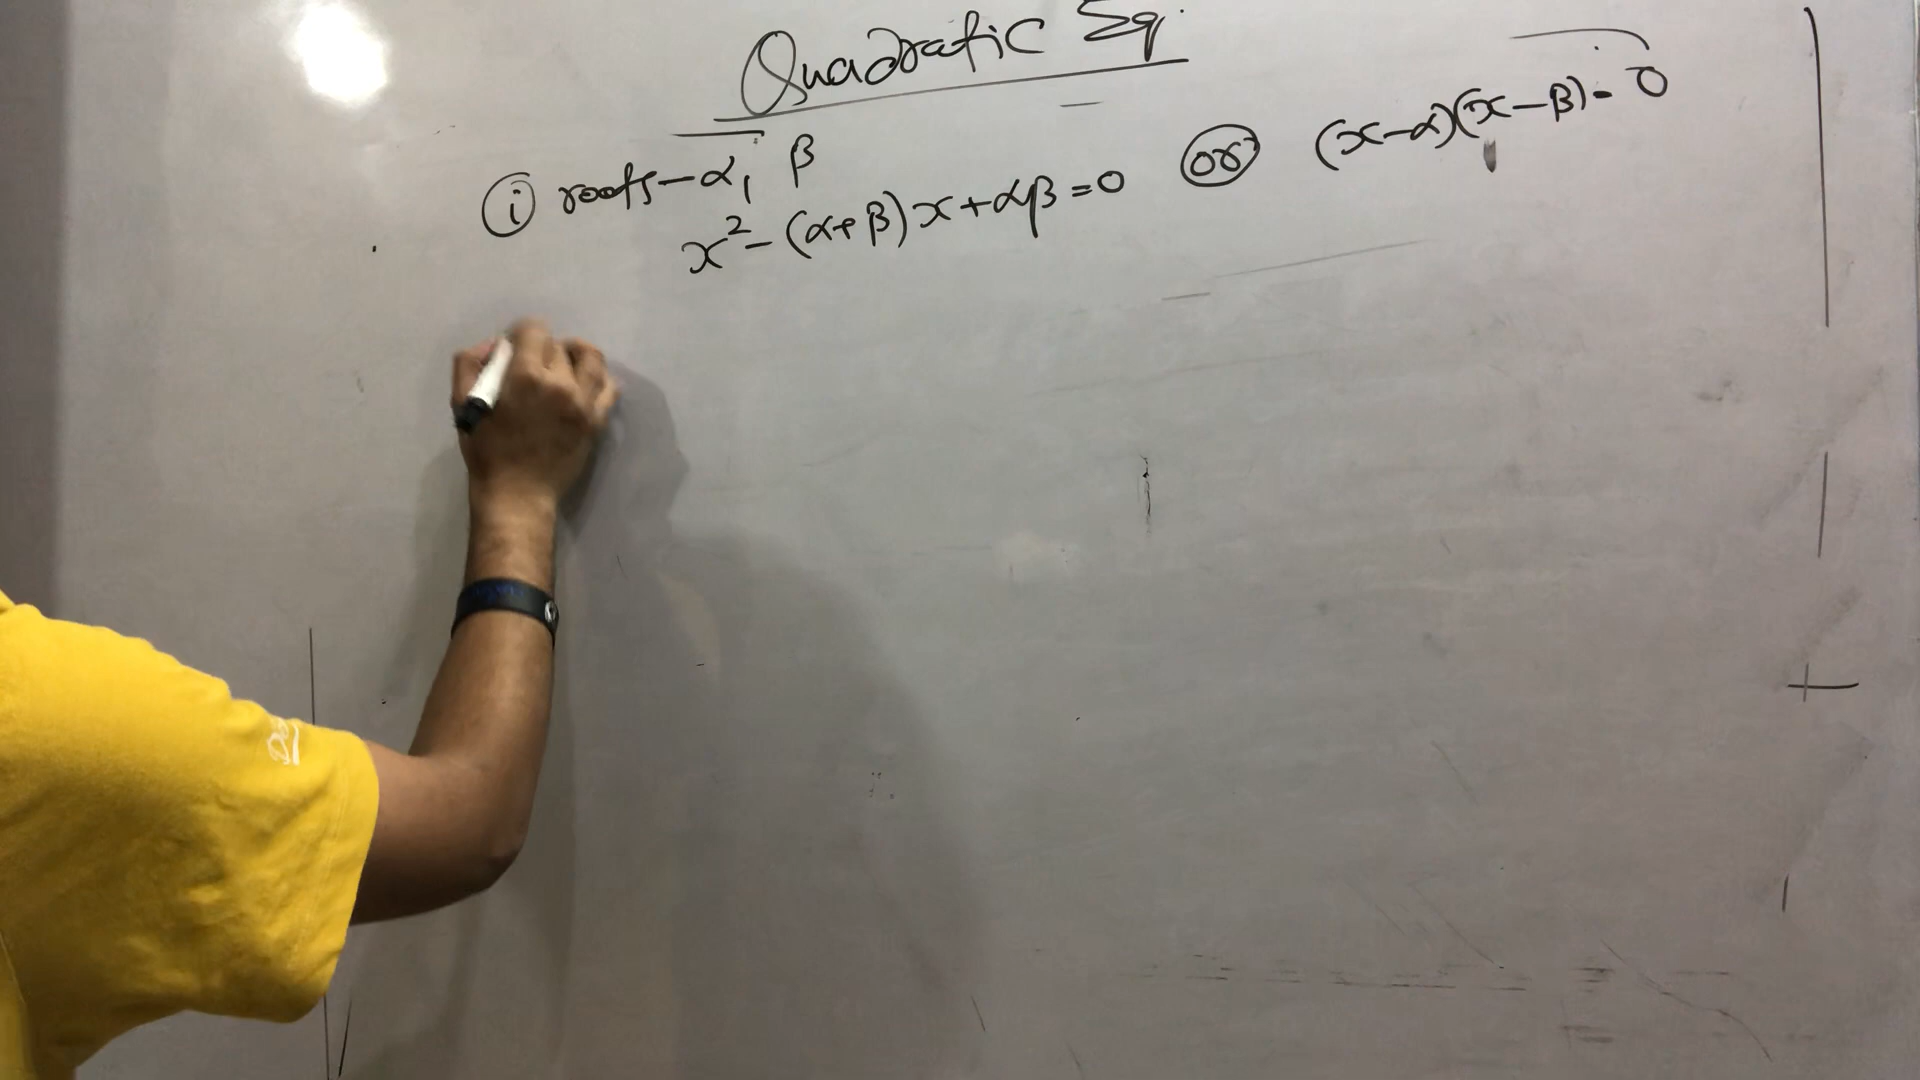 Quadratic Eq.
(i) roots - α, β
x² - (α+β)x + αβ = 0 (or) (x-α)(x-β) = 0